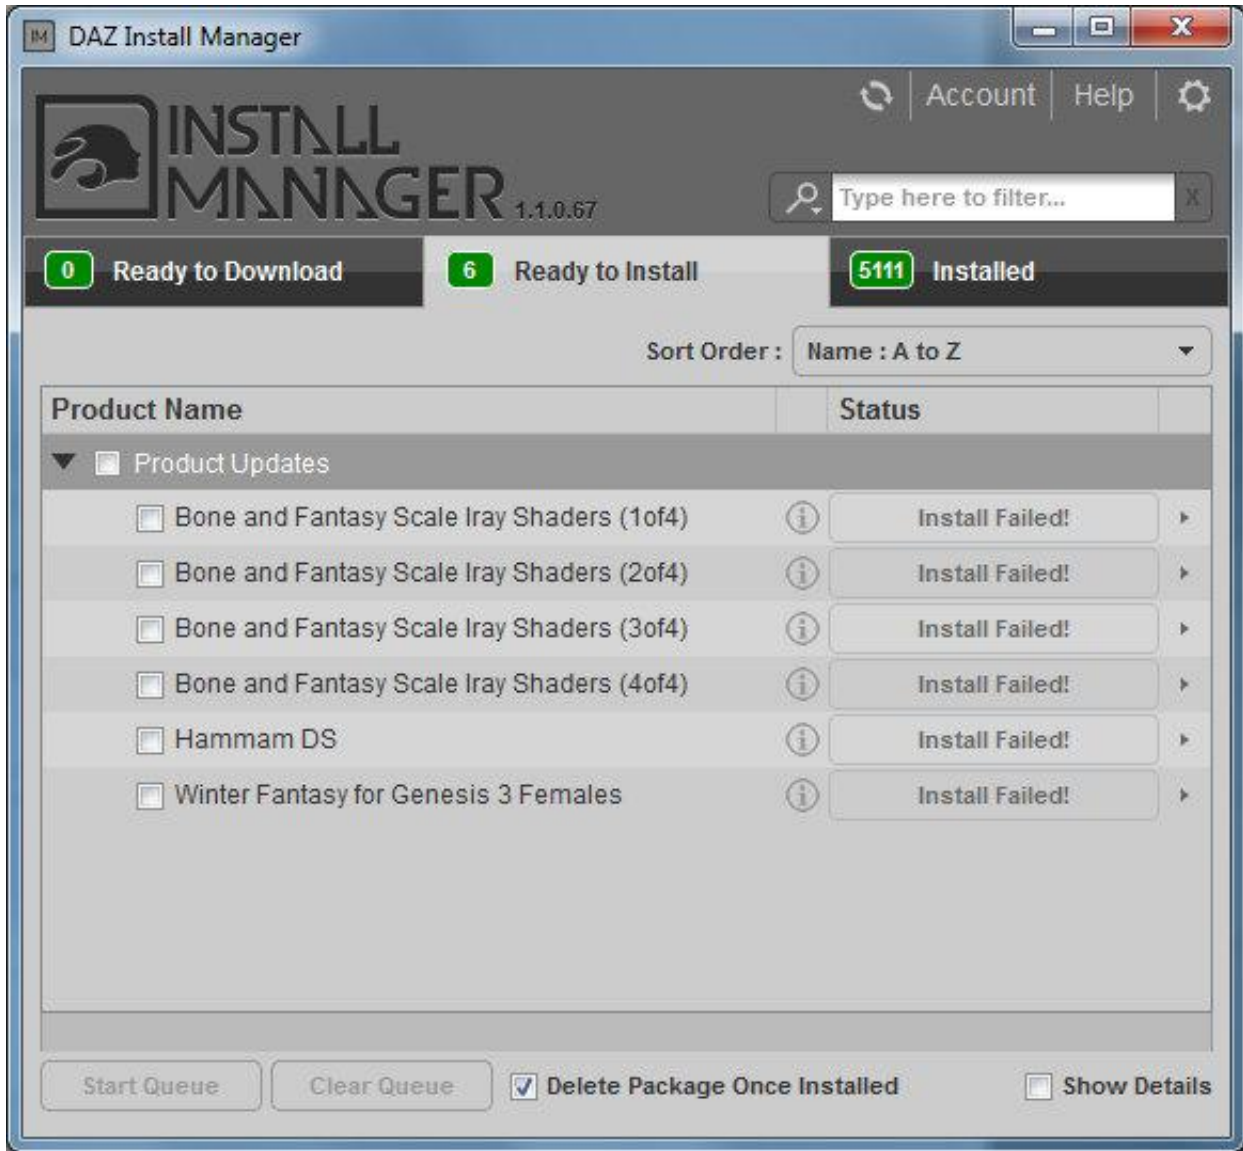 IM DAZ Install Manager X
Account Help
INSTALL
MANAGER 1.1.0.67
Type here to filter... X
0 Ready to Download 6 Ready to Install 5111 Installed
Sort Order : Name : A to Z
Product Name Status
Product Updates
Bone and Fantasy Scale Iray Shaders (1of4) i Install Failed!
Bone and Fantasy Scale Iray Shaders (2of4) i Install Failed!
Bone and Fantasy Scale Iray Shaders (3of4) i Install Failed!
Bone and Fantasy Scale Iray Shaders (4of4) i Install Failed!
Hammam DS i Install Failed!
Winter Fantasy for Genesis 3 Females i Install Failed!
Start Queue Clear Queue Delete Package Once Installed Show Details